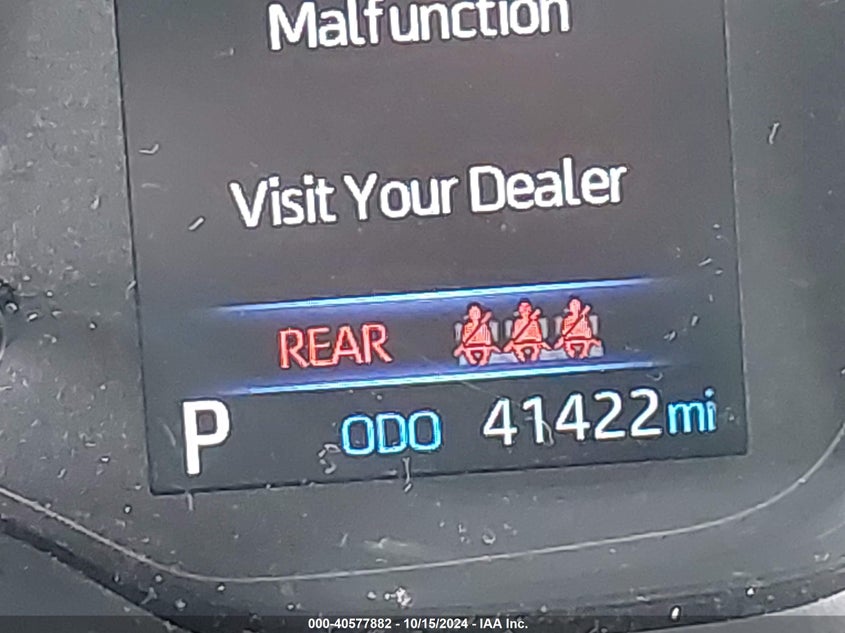 Malfunction
Visit Your Dealer
REAR
P ODO 41422mi
000-40577882 - 10/15/2024 - IAA Inc.